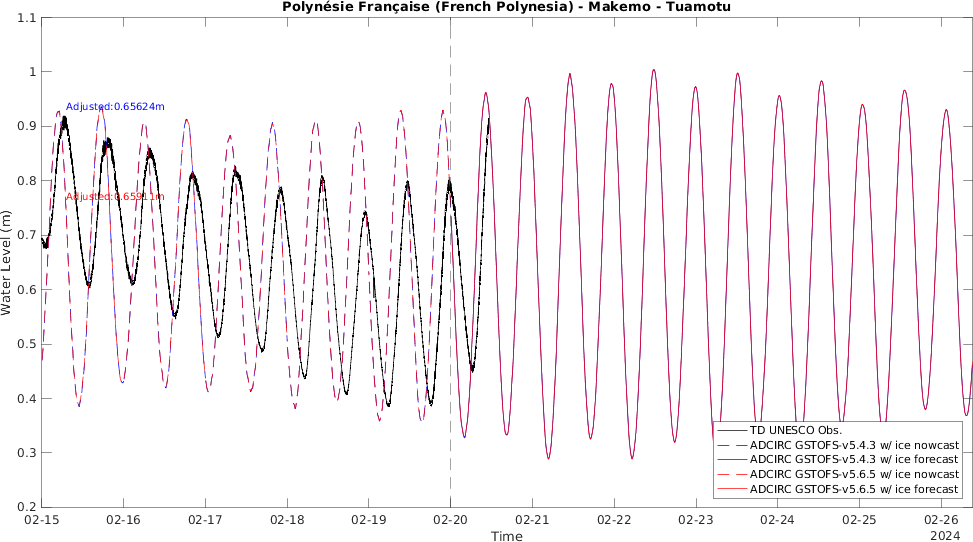 Polynésie Française (French Polynesia) - Makemo - Tuamotu
1.1
1
0.9
0.8
0.7
0.6
0.5
0.4
0.3
0.2
Water Level (m)
Adjusted:0.65624m
Adjusted:0.65911m
TD UNESCO Obs.
ADCIRC GSTOFS-v5.4.3 w/ ice nowcast
ADCIRC GSTOFS-v5.4.3 w/ ice forecast
ADCIRC GSTOFS-v5.6.5 w/ ice nowcast
ADCIRC GSTOFS-v5.6.5 w/ ice forecast
02-15 02-16 02-17 02-18 02-19 02-20 02-21 02-22 02-23 02-24 02-25 02-26
2024
Time